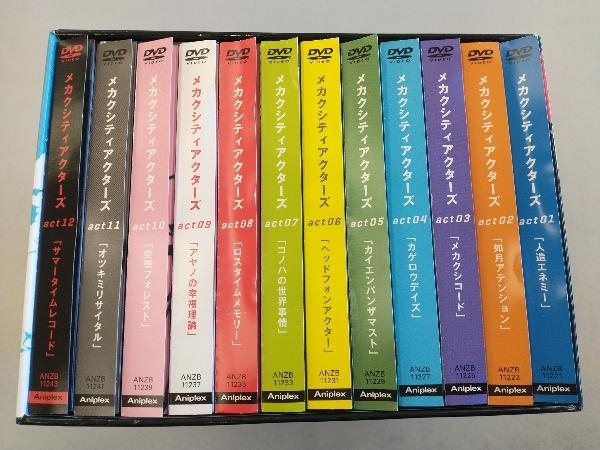 DVD VIDEO
メカクシティアクターズ
act12
「サマータイムレコード」
ANZB
11243
Aniplex
DVD VIDEO
メカクシティアクターズ
act11
「オツキミリサイタル」
ANZB
11241
Aniplex
DVD VIDEO
メカクシティアクターズ
act10
「空想フォレスト」
ANZB
11239
Aniplex
DVD VIDEO
メカクシティアクターズ
act09
「アヤノの幸福理論」
ANZB
11237
Aniplex
DVD VIDEO
メカクシティアクターズ
act08
「ロスタイムメモリー」
ANZB
11235
Aniplex
DVD VIDEO
メカクシティアクターズ
act07
「コノハの世界事情」
ANZB
11233
Aniplex
DVD VIDEO
メカクシティアクターズ
act06
「ヘッドフォンアクター」
ANZB
11231
Aniplex
DVD VIDEO
メカクシティアクターズ
act05
「カイエンパンザマスト」
ANZB
11229
Aniplex
DVD VIDEO
メカクシティアクターズ
act04
「カゲロウデイズ」
ANZB
11227
Aniplex
DVD VIDEO
メカクシティアクターズ
act03
「メカクシコード」
ANZB
11225
Aniplex
DVD VIDEO
メカクシティアクターズ
act02
「如月アテンション」
ANZB
11223
Aniplex
DVD VIDEO
メカクシティアクターズ
act01
「人造エネミー」
ANZB
11221
Aniplex